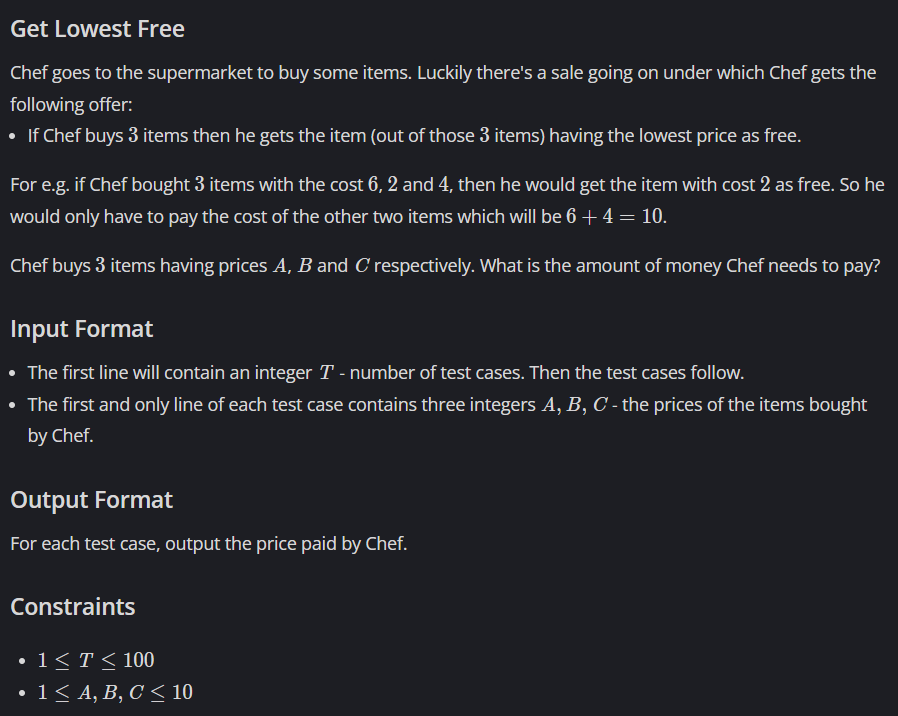 Get Lowest Free
Chef goes to the supermarket to buy some items. Luckily there's a sale going on under which Chef gets the
following offer:
• If Chef buys 3 items then he gets the item (out of those 3 items) having the lowest price as free.
For e.g. if Chef bought 3 items with the cost 6, 2 and 4, then he would get the item with cost 2 as free. So he
would only have to pay the cost of the other two items which will be 6 + 4 = 10.
Chef buys 3 items having prices A, B and C respectively. What is the amount of money Chef needs to pay?
Input Format
• The first line will contain an integer T - number of test cases. Then the test cases follow.
• The first and only line of each test case contains three integers A, B, C - the prices of the items bought
by Chef.
Output Format
For each test case, output the price paid by Chef.
Constraints
• 1 ≤ T ≤ 100
• 1 ≤ A, B, C ≤ 10